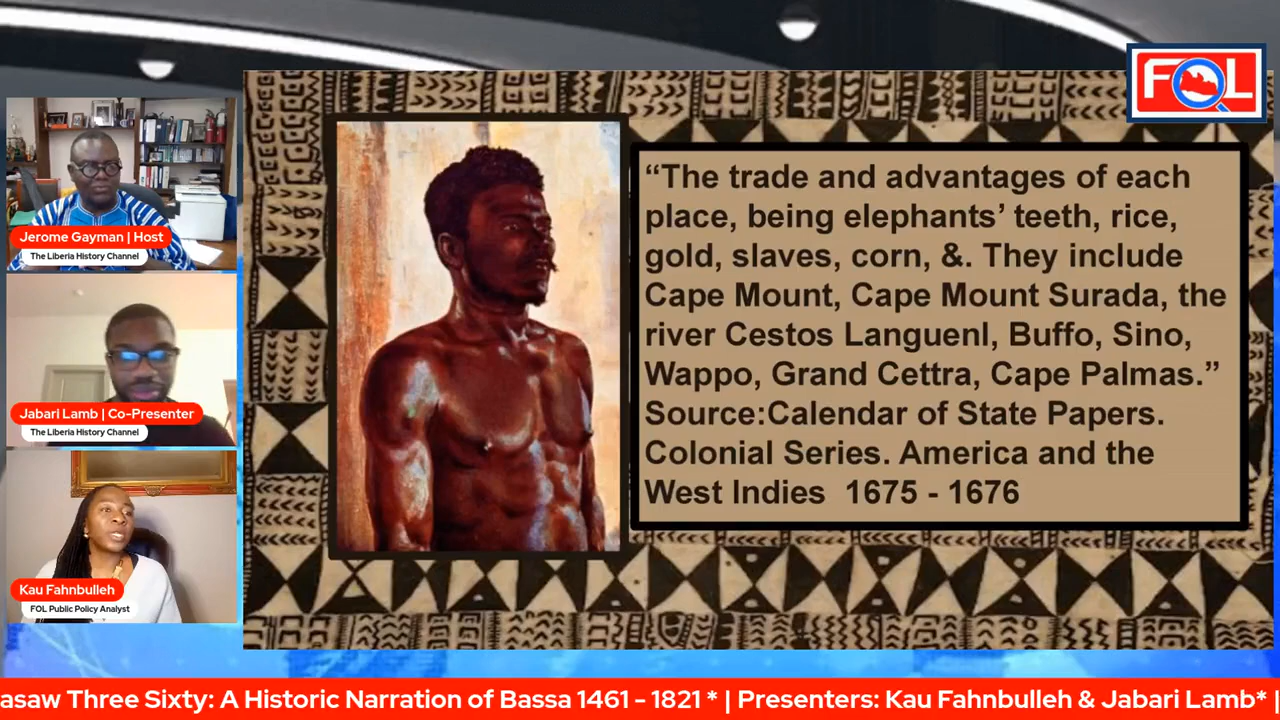 FOL
Jerome Gayman | Host
The Liberia History Channel
Jabari Lamb | Co-Presenter
The Liberia History Channel
Kau Fahnbulleh
FOL Public Policy Analyst
“The trade and advantages of each
place, being elephants’ teeth, rice,
gold, slaves, corn, &. They include
Cape Mount, Cape Mount Surada, the
river Cestos Languenl, Buffo, Sino,
Wappo, Grand Cettra, Cape Palmas.”
Source:Calendar of State Papers.
Colonial Series. America and the
West Indies 1675 - 1676
asaw Three Sixty: A Historic Narration of Bassa 1461 - 1821 * | Presenters: Kau Fahnbulleh & Jabari Lamb* |